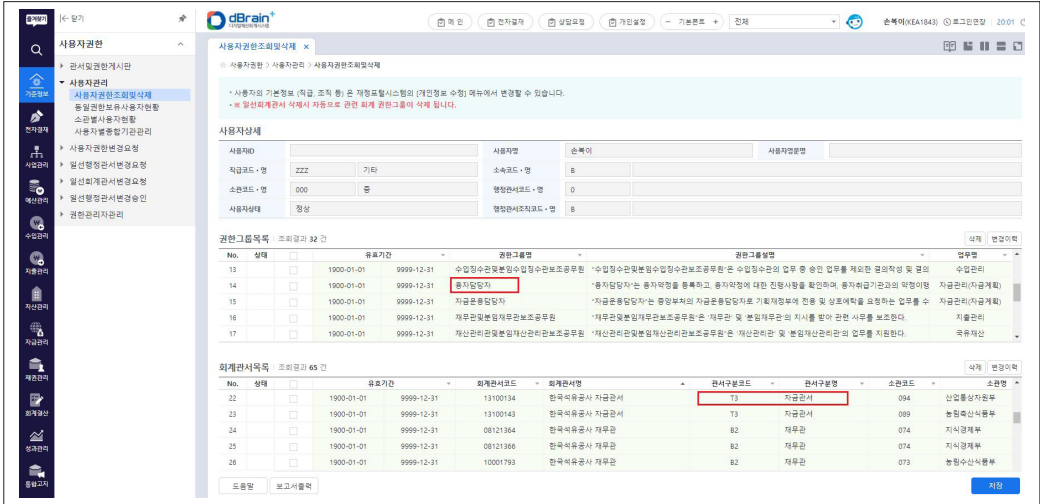 즐겨찾기
|← 닫기
dBrain+
디지털예산회계시스템
메 인
전자결재
상담요청
개인설정
－ 기본폰트 ＋
전체
손복이(KEA1843)
로그인연장
20:01
사용자권한
사용자권한조회및삭제 ×
관서및권한게시판
사용자권한 > 사용자관리 > 사용자권한조회및삭제
기준정보
사용자관리
사용자권한조회및삭제
동일권한보유사용자현황
소관별사용자현황
사용자별종합기관관리
• 사용자의 기본정보 (직급, 조직 등) 은 재정포털시스템의 [개인정보 수정] 메뉴에서 변경할 수 있습니다.
• ※ 일선회계관서 삭제시 자동으로 관련 회계 권한그룹이 삭제 됩니다.
전자결재
사용자상세
사용자권한변경요청
사용자ID
사용자명 손복이
사용자영문명
사업관리
일선행정관서변경요청
직급코드·명 ZZZ 기타
소속코드·명 B
일선회계관서변경요청
예산관리
일선행정관서변경승인
소관코드·명 000 중
행정관서코드·명 0
권한관리자관리
사용자상태 정상
행정관서조직코드·명 B
수입관리
지출관리
자산관리
자금관리
채권관리
회계결산
성과관리
통합고지
권한그룹목록 조회결과 32 건
삭제 변경이력
No. 상태 유효기간 권한그룹명 권한그룹설명 업무명
13 1900-01-01 9999-12-31 수입징수관및분임수입징수관보조공무원 "수입징수관및분임수입징수관보조공무원"은 수입징수관의 업무 중 승인 업무를 제외한 결의작성 및 결의 수입관리
14 1900-01-01 9999-12-31 융자담당자 "융자담당자"는 융자약정을 등록하고, 융자약정에 대한 진행사항을 확인하며, 융자취급기관과의 약정이행 자금관리(자금계획)
15 1900-01-01 9999-12-31 자금운용담당자 "자금운용담당자"는 중앙부처의 자금운용담당자로 기획재정부에 전용 및 상호예탁을 요청하는 업무를 수 자금관리(자금계획)
16 1900-01-01 9999-12-31 재무관및분임재무관보조공무원 "재무관및분임재무관보조공무원"은 '재무관' 및 '분임재무관'의 지시를 받아 관련 사무를 보조한다. 지출관리
17 1900-01-01 9999-12-31 재산관리관및분임재산관리관보조공무원 "재산관리관및분임재산관리관보조공무원"은 '재산관리관' 및 '분임재산관리관'의 업무를 지원한다. 국유재산
회계관서목록 조회결과 65 건
삭제 변경이력
No. 상태 유효기간 회계관서코드 회계관서명 관서구분코드 관서구분명 소관코드 소관명
22 1900-01-01 9999-12-31 13100134 한국석유공사 자금관서 T3 자금관서 094 산업통상자원부
23 1900-01-01 9999-12-31 13100143 한국석유공사 자금관서 T3 자금관서 089 농림축산식품부
24 1900-01-01 9999-12-31 08121364 한국석유공사 재무관 B2 재무관 074 지식경제부
25 1900-01-01 9999-12-31 08121366 한국석유공사 재무관 B2 재무관 074 지식경제부
26 1900-01-01 9999-12-31 10001793 한국석유공사 재무관 B2 재무관 073 농림수산식품부
도움말 보고서출력
저장